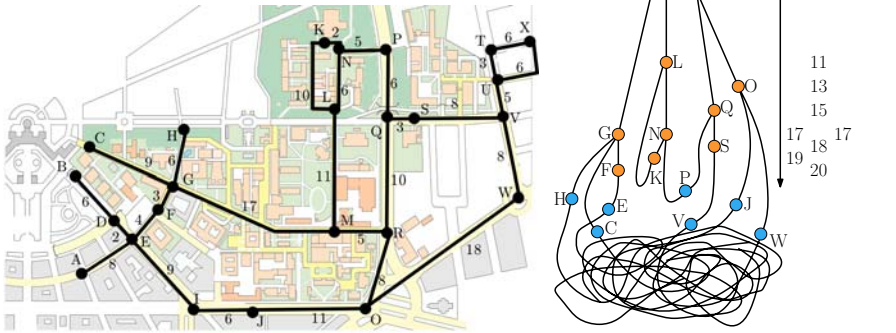 K 2 5 P T 6 X
N 3 6
10 6 6 U
L 8 5
H Q 3 S V
C
9 6
B G 8
6 3 11 10
F 17 W
D 4
2 E M 5 R
A 8 18
9 8
I
6 J 11 O
L 11
O 13
Q 15
G N 17 17
S 18
F K 19
P 20
H
E J
C V
W